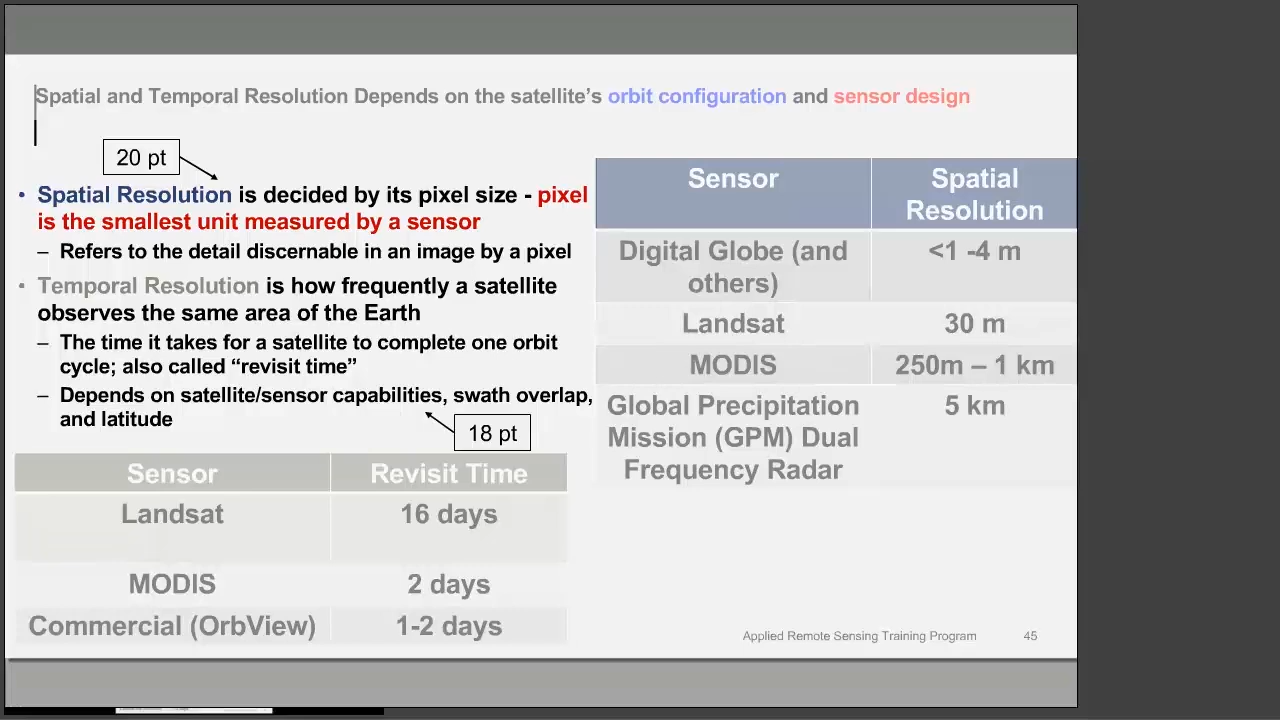 Spatial and Temporal Resolution Depends on the satellite’s orbit configuration and sensor design
20 pt
• Spatial Resolution is decided by its pixel size - pixel
is the smallest unit measured by a sensor
– Refers to the detail discernable in an image by a pixel
• Temporal Resolution is how frequently a satellite
observes the same area of the Earth
– The time it takes for a satellite to complete one orbit
cycle; also called “revisit time”
– Depends on satellite/sensor capabilities, swath overlap,
and latitude
18 pt
Sensor Revisit Time
Landsat 16 days
MODIS 2 days
Commercial (OrbView) 1-2 days
Sensor Spatial
Resolution
Digital Globe (and <1 -4 m
others)
Landsat 30 m
MODIS 250m – 1 km
Global Precipitation 5 km
Mission (GPM) Dual
Frequency Radar
Applied Remote Sensing Training Program 45